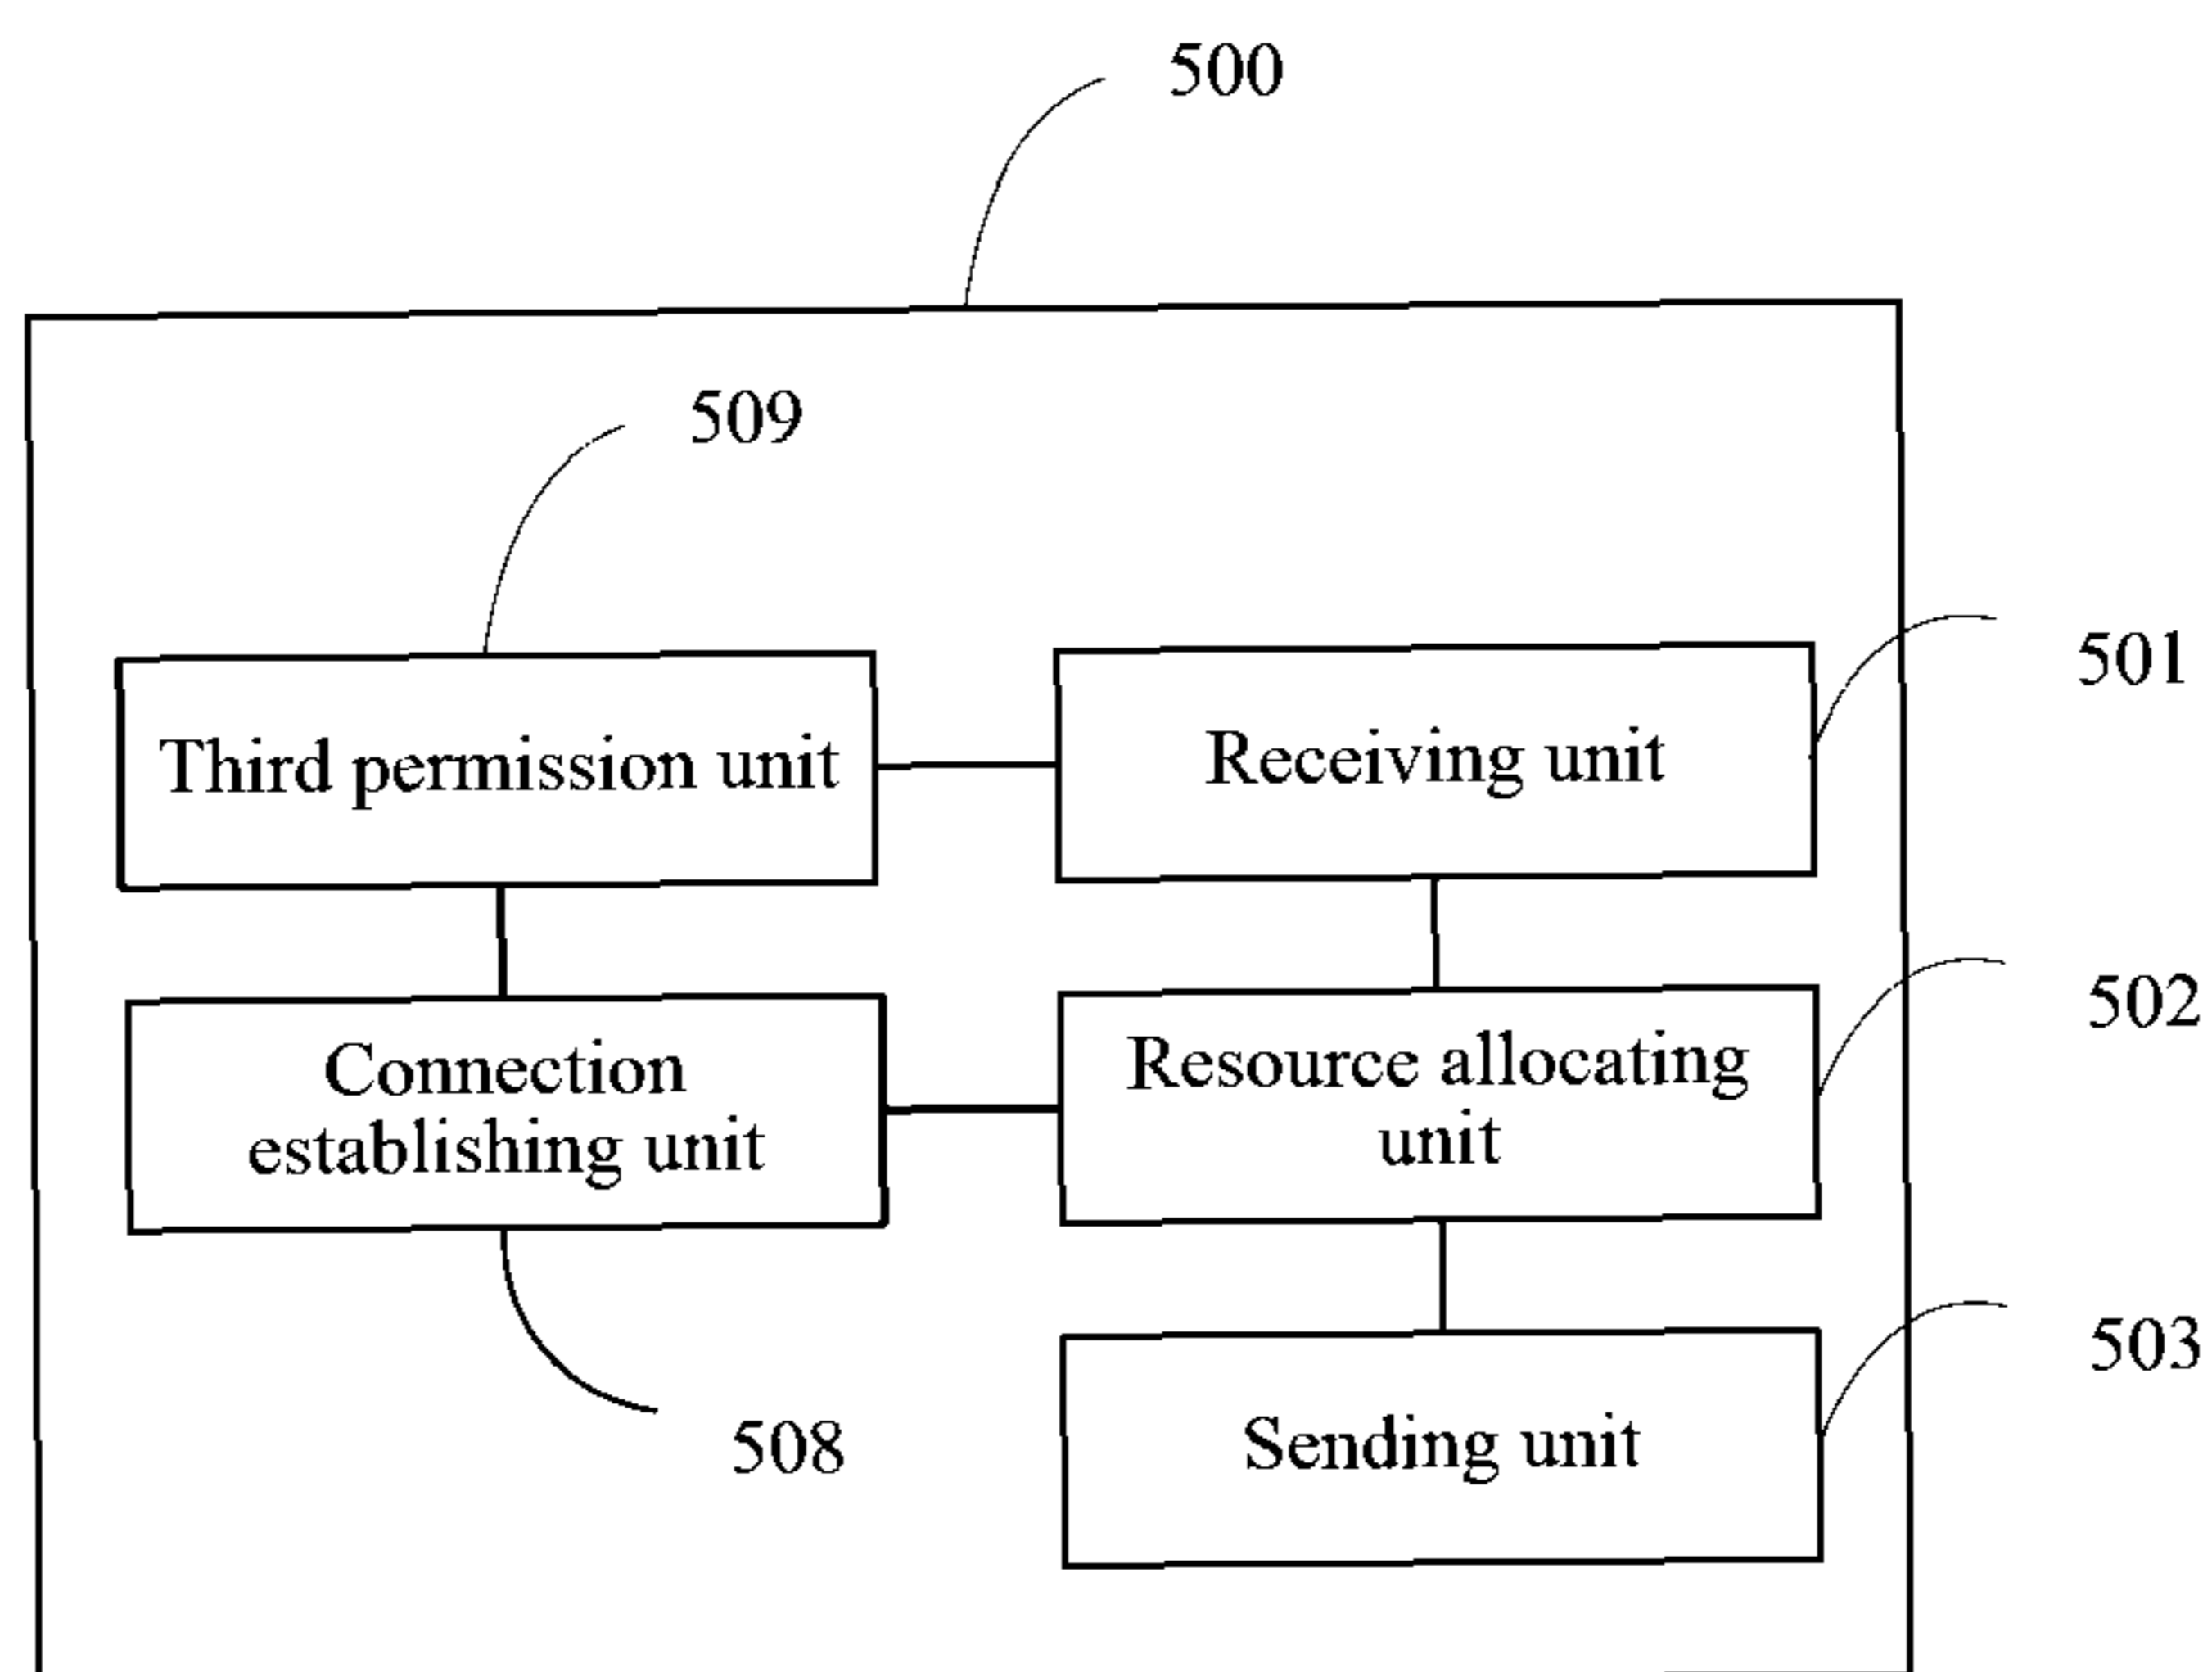 500
509
501
Third permission unit
Receiving unit
502
Connection
establishing unit
Resource allocating
unit
503
508
Sending unit